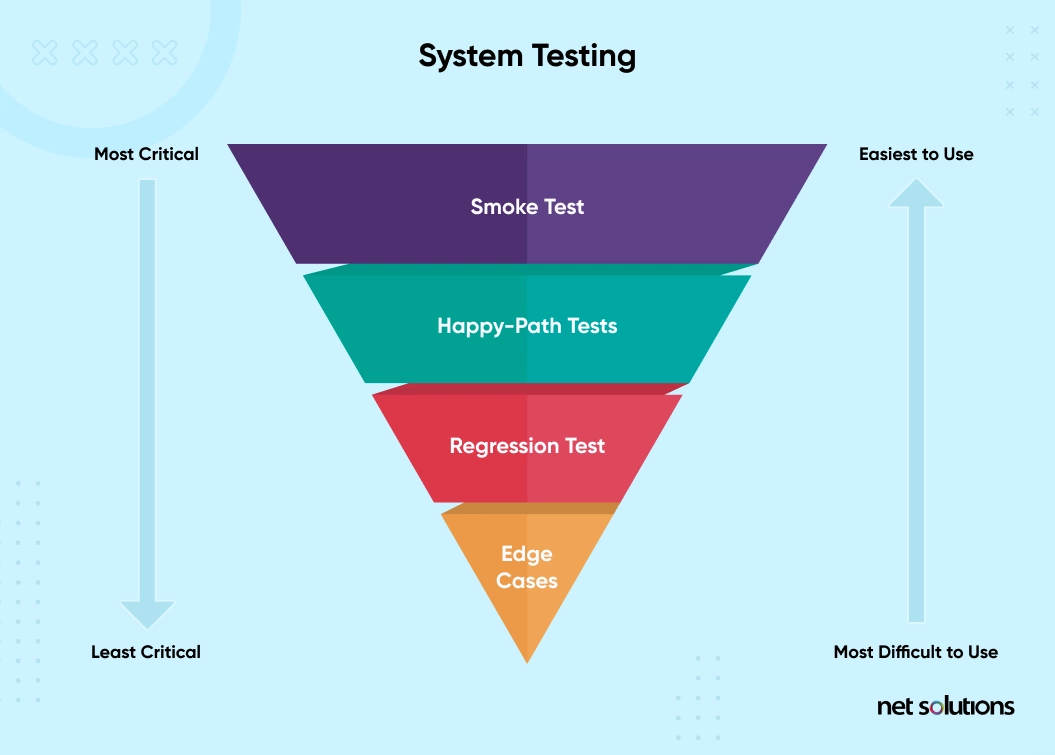 System Testing
Most Critical
Easiest to Use
Smoke Test
Happy-Path Tests
Regression Test
Edge
Cases
Least Critical
Most Difficult to Use
net solutions